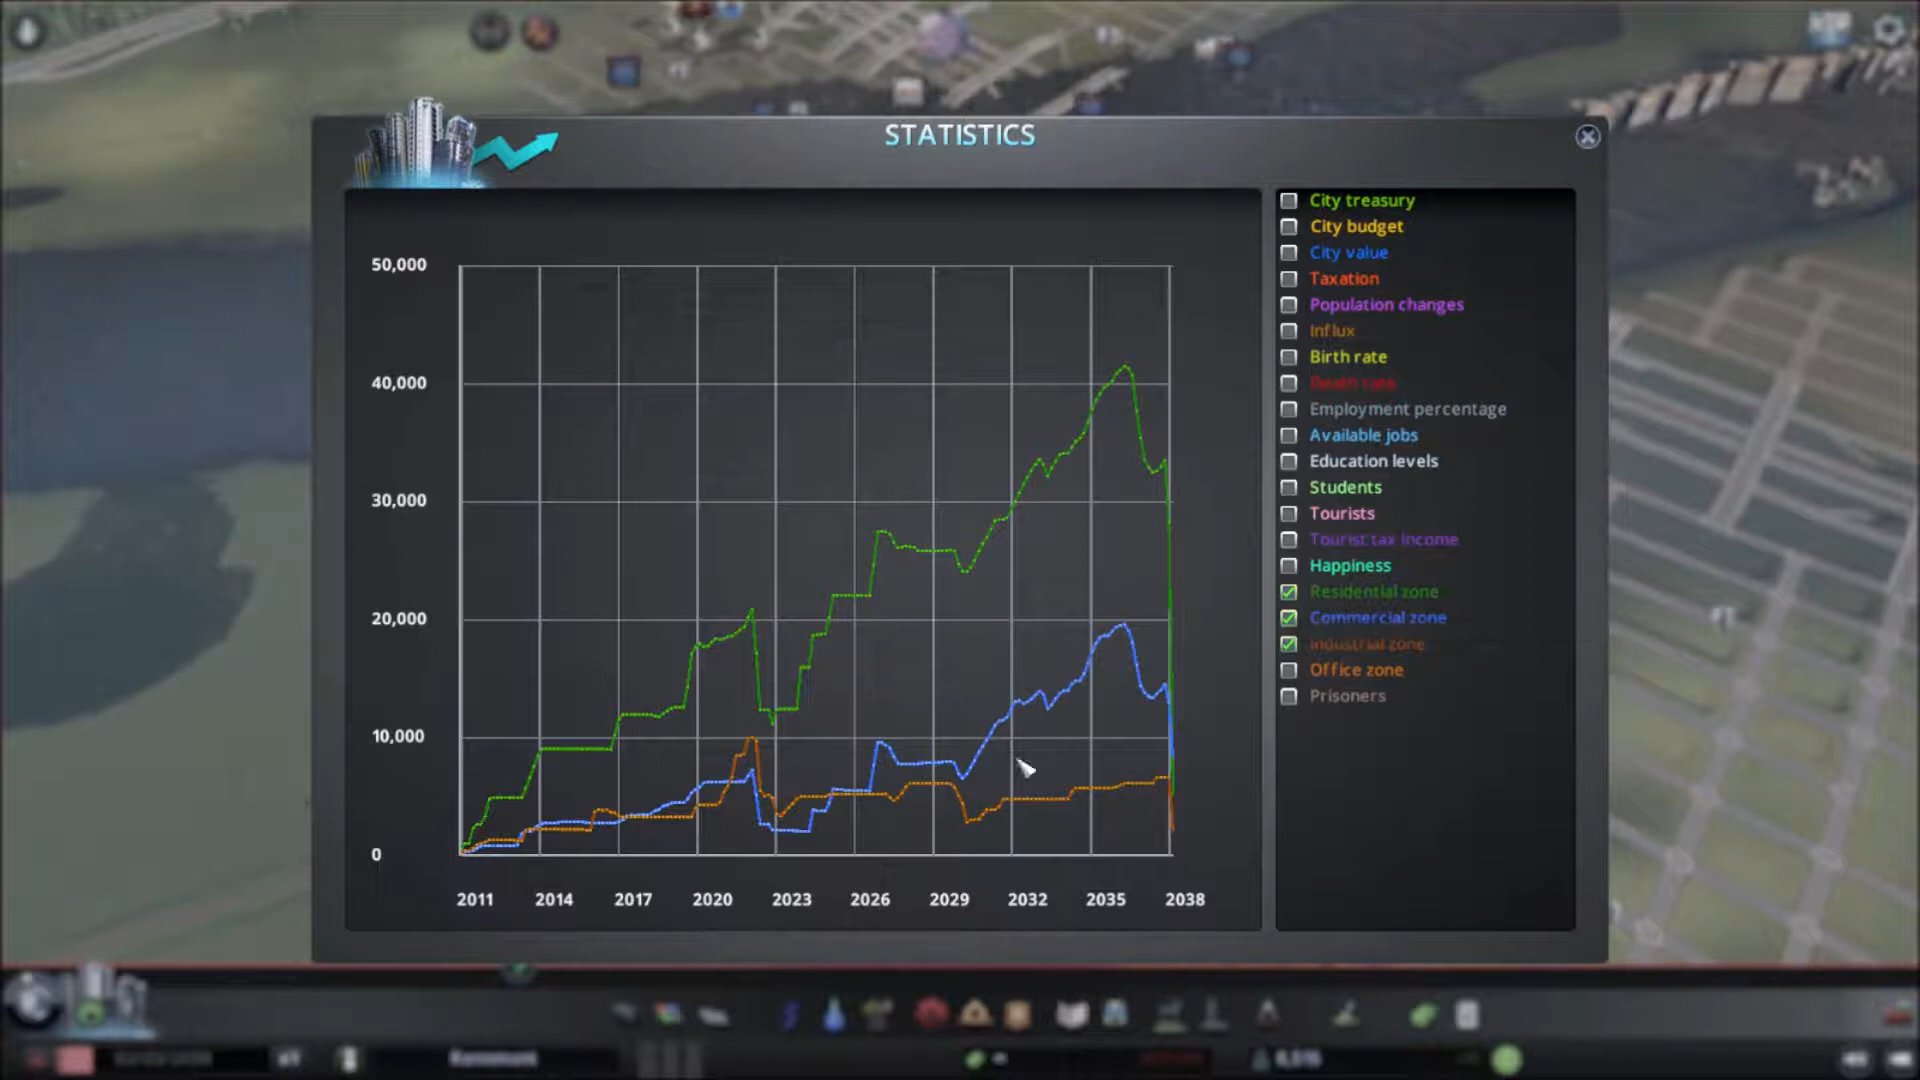 STATISTICS
50,000
40,000
30,000
20,000
10,000
0
2011 2014 2017 2020 2023 2026 2029 2032 2035 2038
City treasury
City budget
City value
Taxation
Population changes
Influx
Birth rate
Death rate
Employment percentage
Available jobs
Education levels
Students
Tourists
Tourist tax income
Happiness
Residential zone
Commercial zone
Industrial zone
Office zone
Prisoners